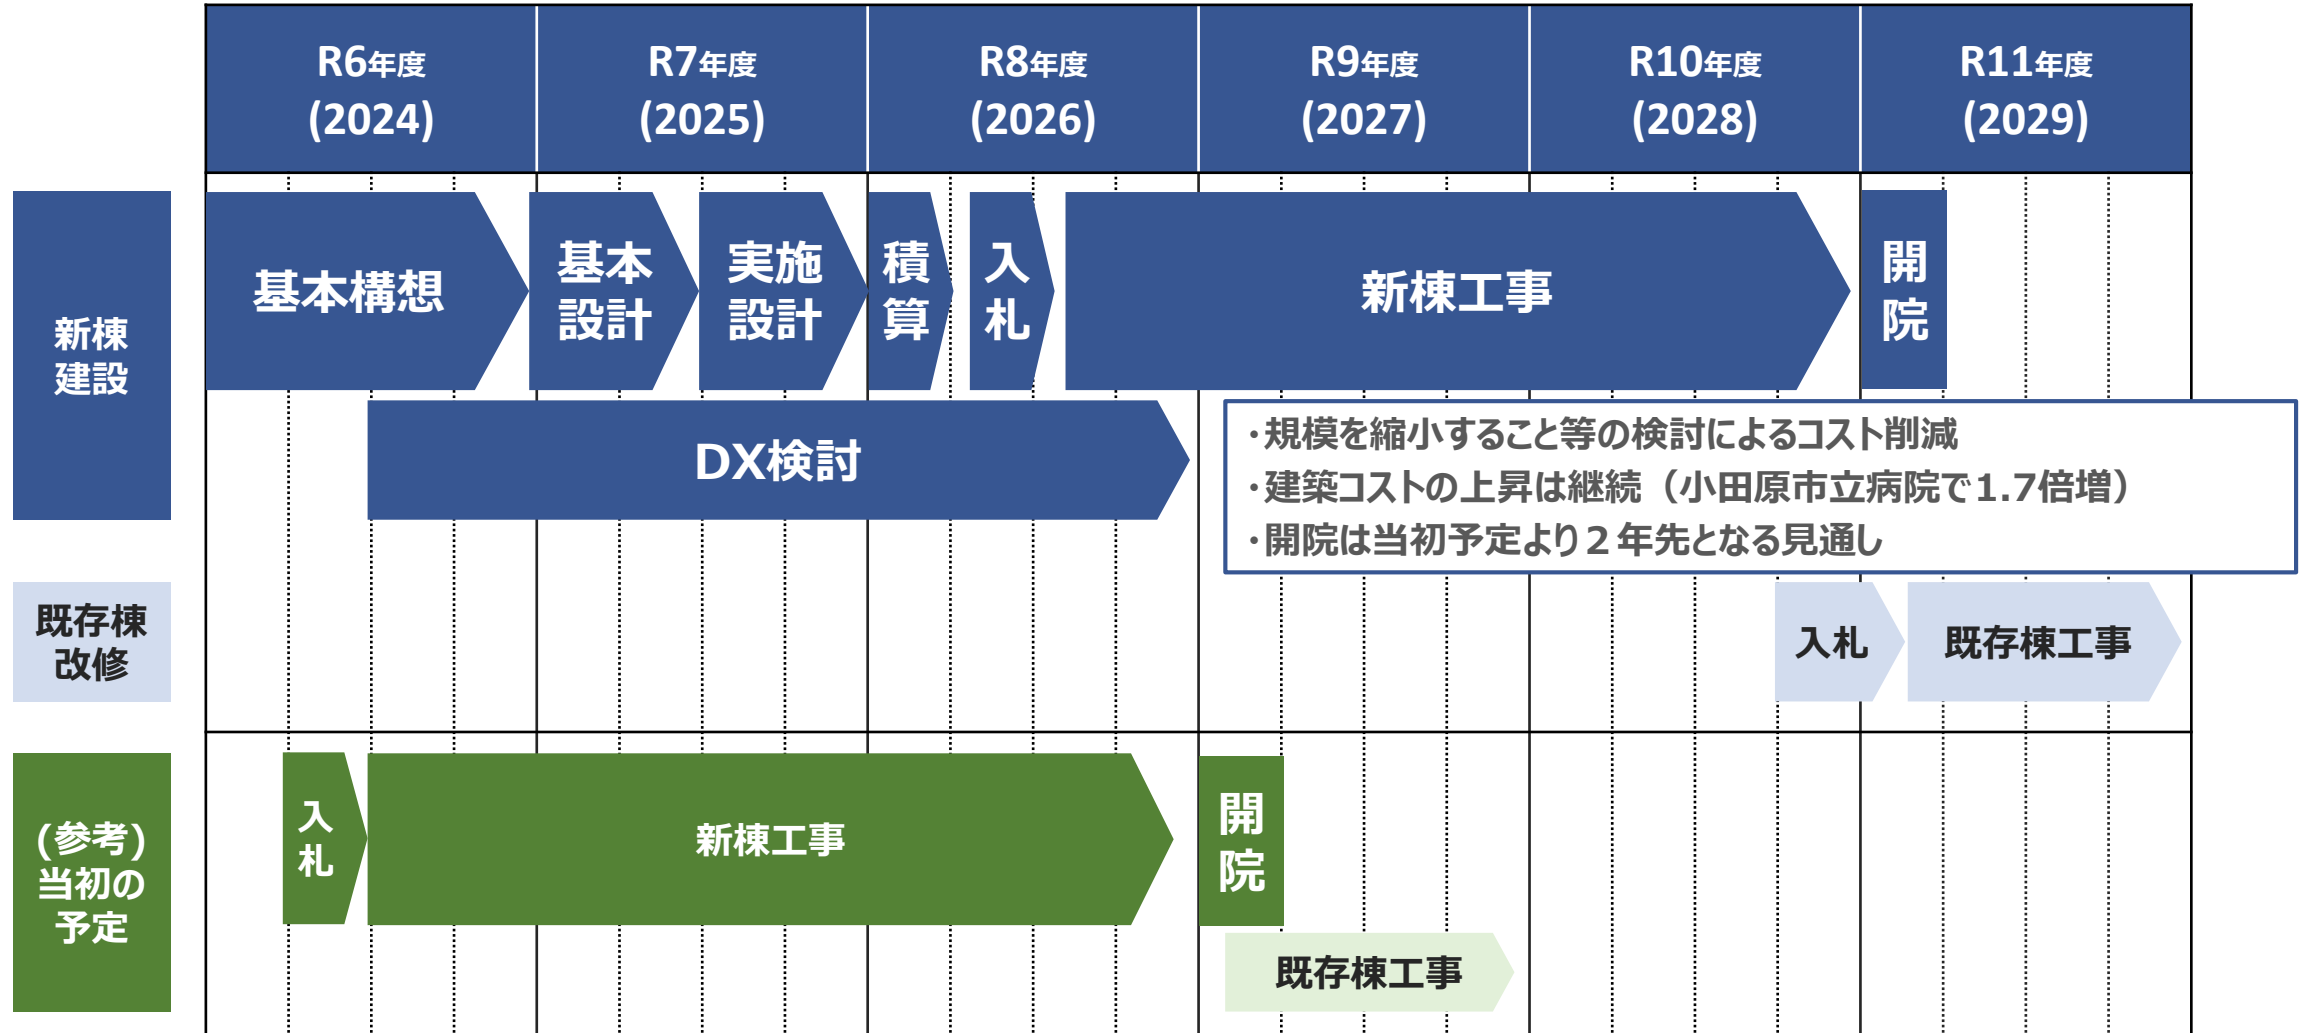 R6年度
(2024)
R7年度
(2025)
R8年度
(2026)
R9年度
(2027)
R10年度
(2028)
R11年度
(2029)
新棟
建設
基本構想
基本
設計
実施
設計
積
算
入
札
新棟工事
開
院
DX検討
・規模を縮小すること等の検討によるコスト削減
・建築コストの上昇は継続（小田原市立病院で1.7倍増）
・開院は当初予定より２年先となる見通し
既存棟
改修
入札
既存棟工事
(参考)
当初の
予定
入
札
新棟工事
開
院
既存棟工事